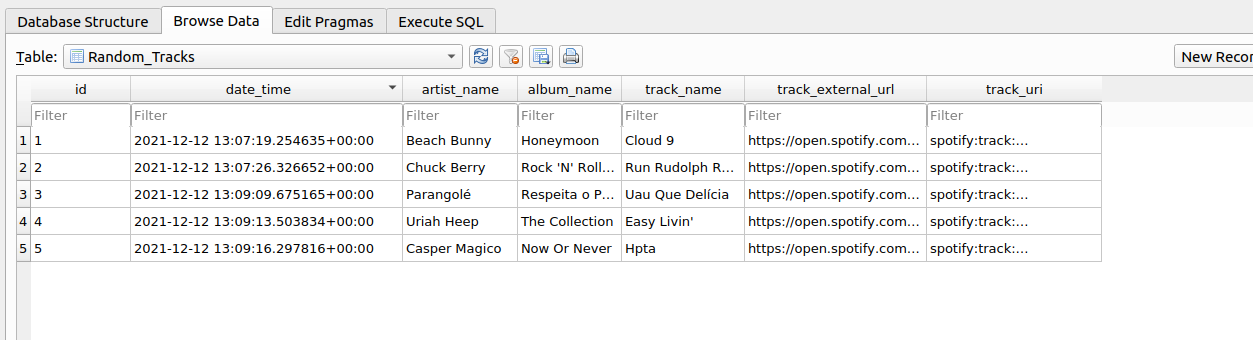 Database Structure Browse Data Edit Pragmas Execute SQL
Table: Random_Tracks New Recor
id date_time artist_name album_name track_name track_external_url track_uri
Filter Filter Filter Filter Filter Filter Filter
1 1 2021-12-12 13:07:19.254635+00:00 Beach Bunny Honeymoon Cloud 9 https://open.spotify.com... spotify:track:...
2 2 2021-12-12 13:07:26.326652+00:00 Chuck Berry Rock 'N' Roll... Run Rudolph R... https://open.spotify.com... spotify:track:...
3 3 2021-12-12 13:09:09.675165+00:00 Parangolé Respeita o P... Uau Que Delícia https://open.spotify.com... spotify:track:...
4 4 2021-12-12 13:09:13.503834+00:00 Uriah Heep The Collection Easy Livin' https://open.spotify.com... spotify:track:...
5 5 2021-12-12 13:09:16.297816+00:00 Casper Magico Now Or Never Hpta https://open.spotify.com... spotify:track:...